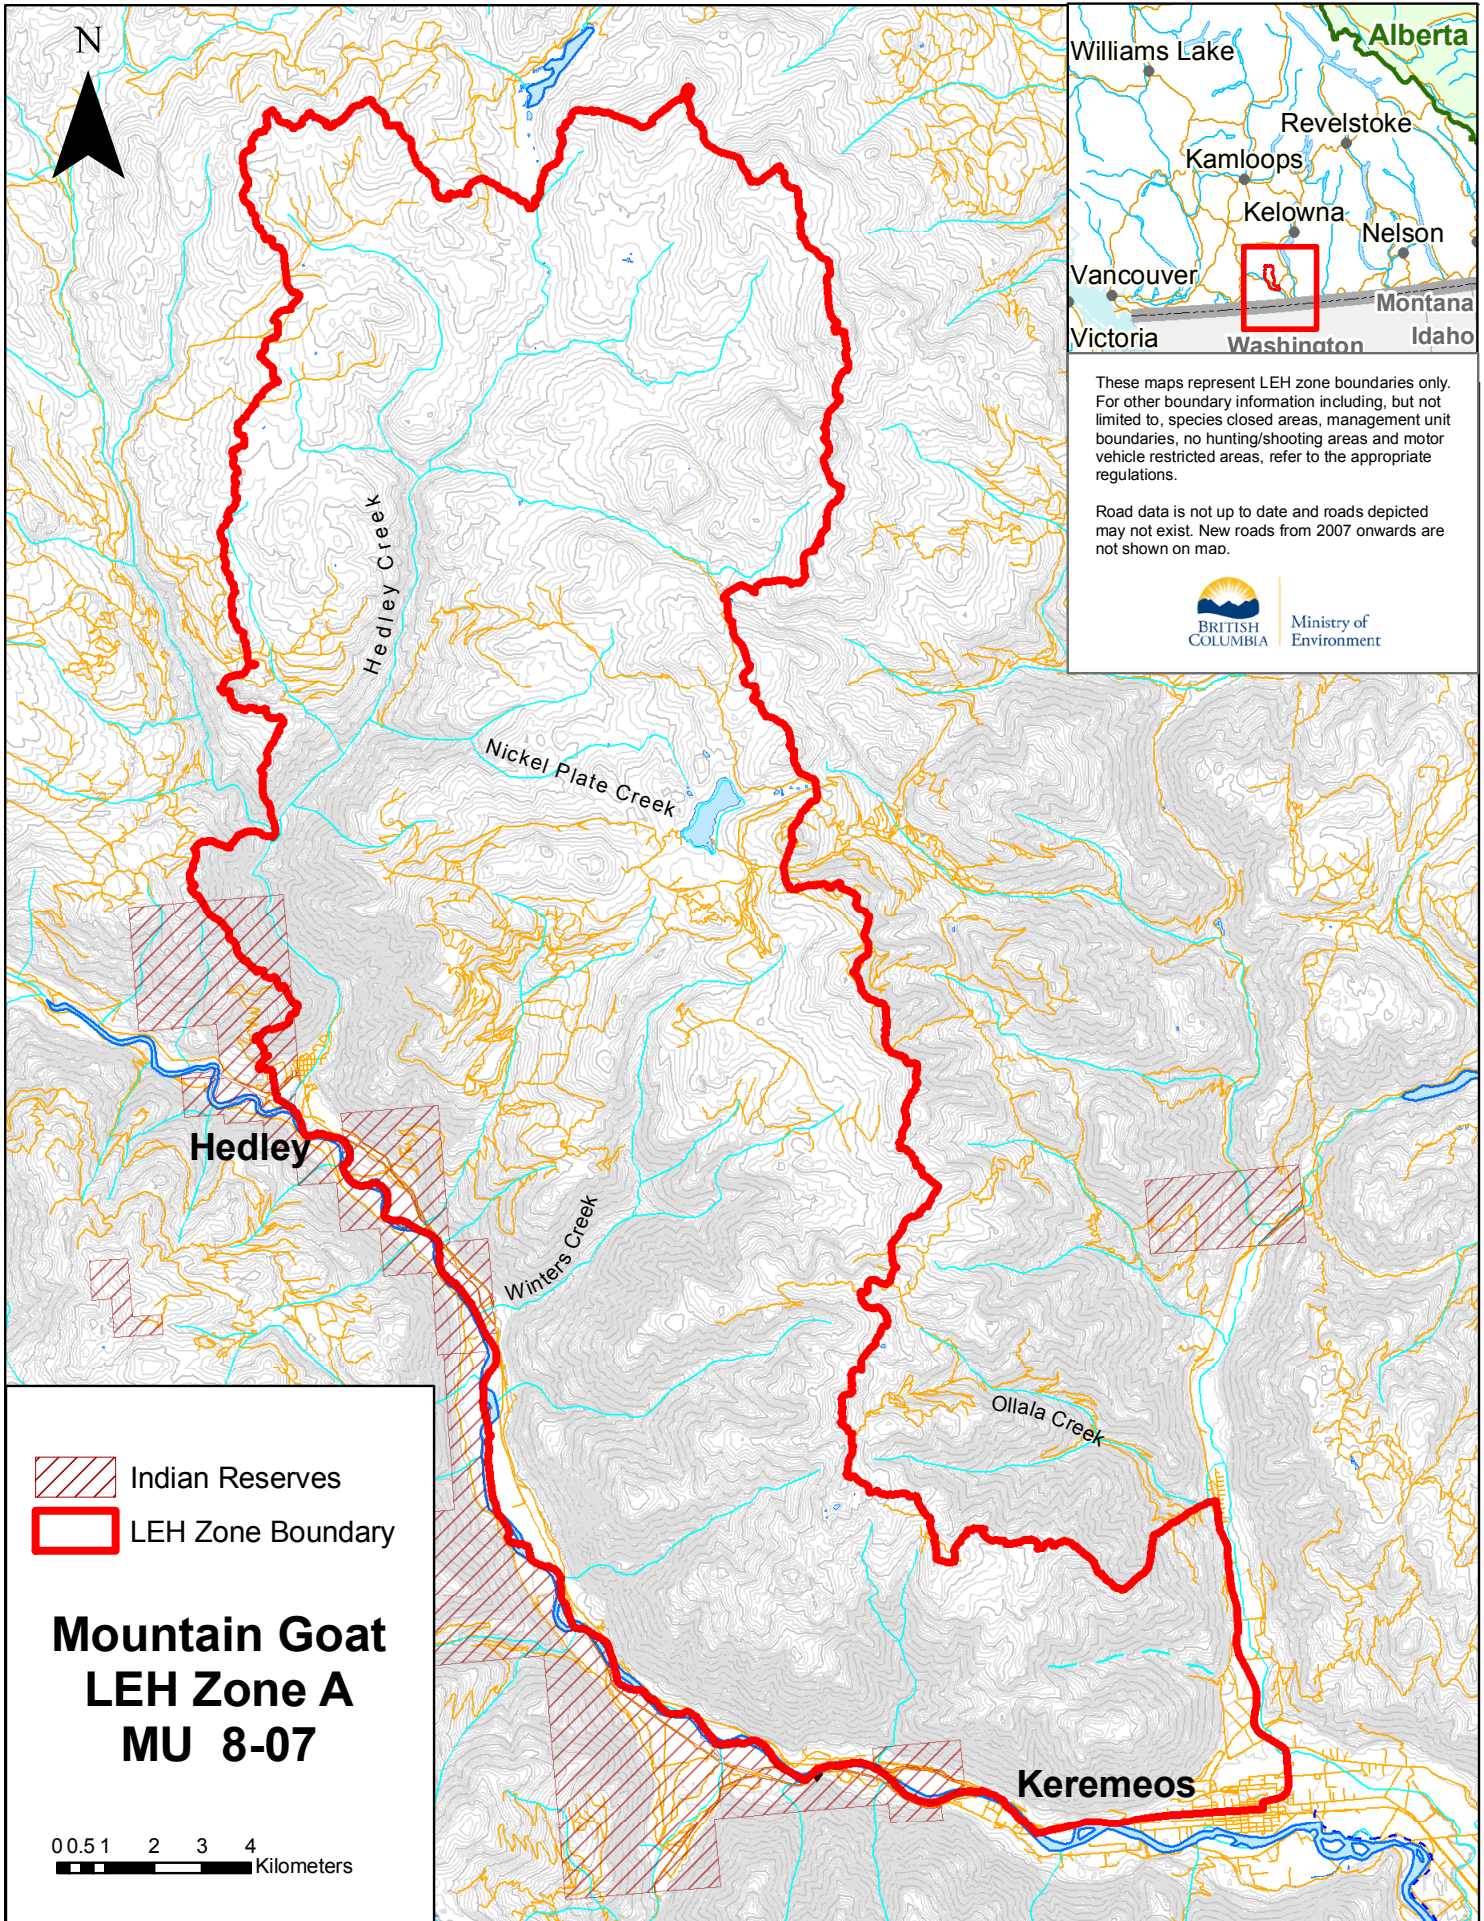 N
Alberta
Williams Lake
Revelstoke
Kamloops
Kelowna
Nelson
Vancouver
Montana
Victoria
Washington
Idaho
These maps represent LEH zone boundaries only.
For other boundary information including, but not
limited to, species closed areas, management unit
boundaries, no hunting/shooting areas and motor
vehicle restricted areas, refer to the appropriate
regulations.
Road data is not up to date and roads depicted
may not exist. New roads from 2007 onwards are
not shown on map.
BRITISH
COLUMBIA
Ministry of
Environment
Hedley Creek
Nickel Plate Creek
Hedley
Winters Creek
Ollala Creek
Keremeos
Indian Reserves
LEH Zone Boundary
Mountain Goat
LEH Zone A
MU 8-07
0 0.5 1 2 3 4
Kilometers